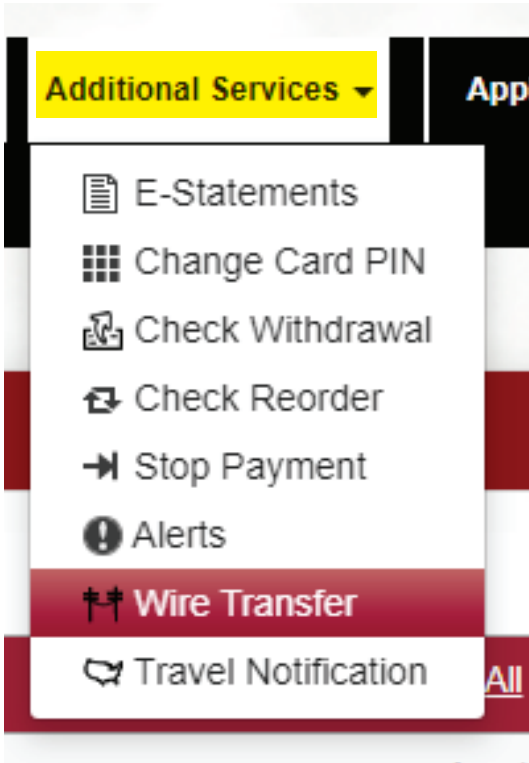 Additional Services
App
E-Statements
Change Card PIN
Check Withdrawal
Check Reorder
Stop Payment
Alerts
Wire Transfer
Travel Notification
All